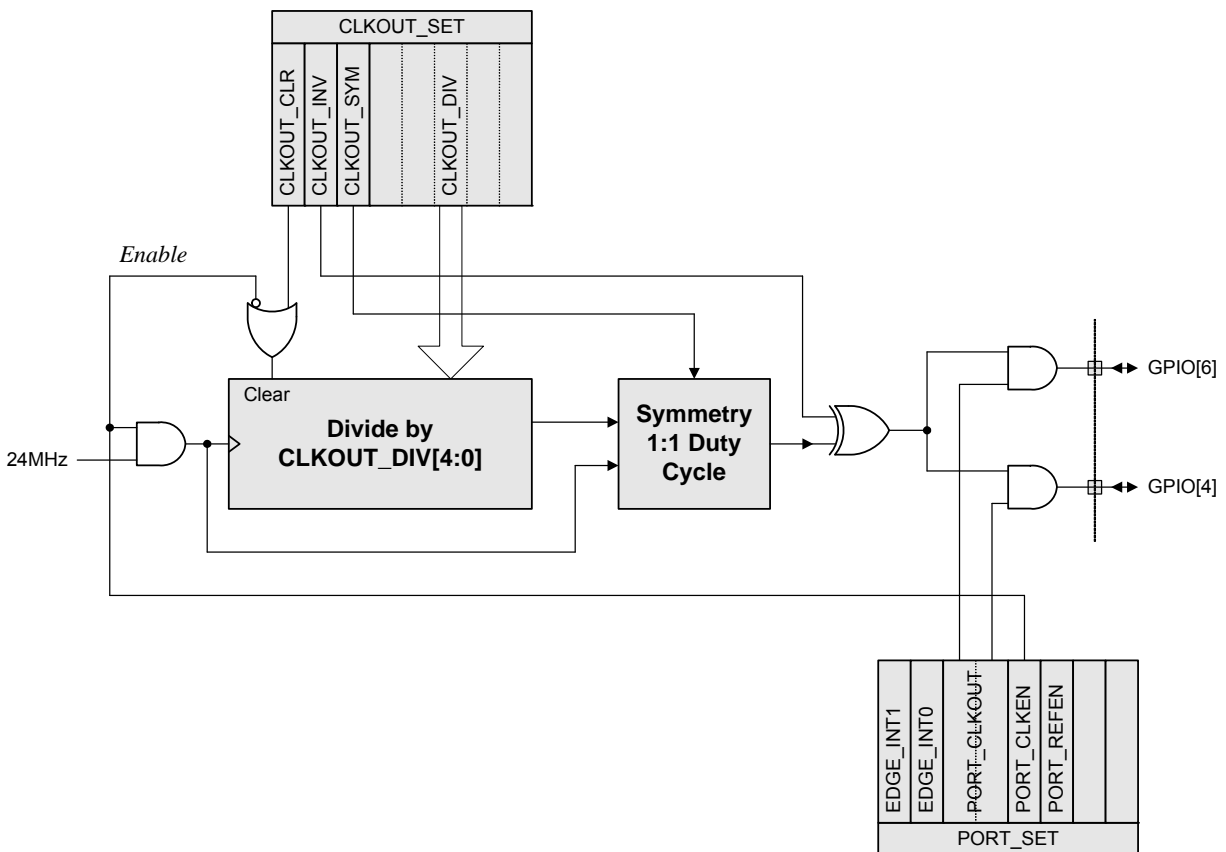 CLKOUT_SET
CLKOUT_CLR
CLKOUT_INV
CLKOUT_SYM
CLKOUT_DIV
Enable
Clear
Divide by
CLKOUT_DIV[4:0]
24MHz
Symmetry
1:1 Duty
Cycle
GPIO[6]
GPIO[4]
EDGE_INT1
EDGE_INT0
PORT_CLKOUT
PORT_CLKEN
PORT_REFEN
PORT_SET